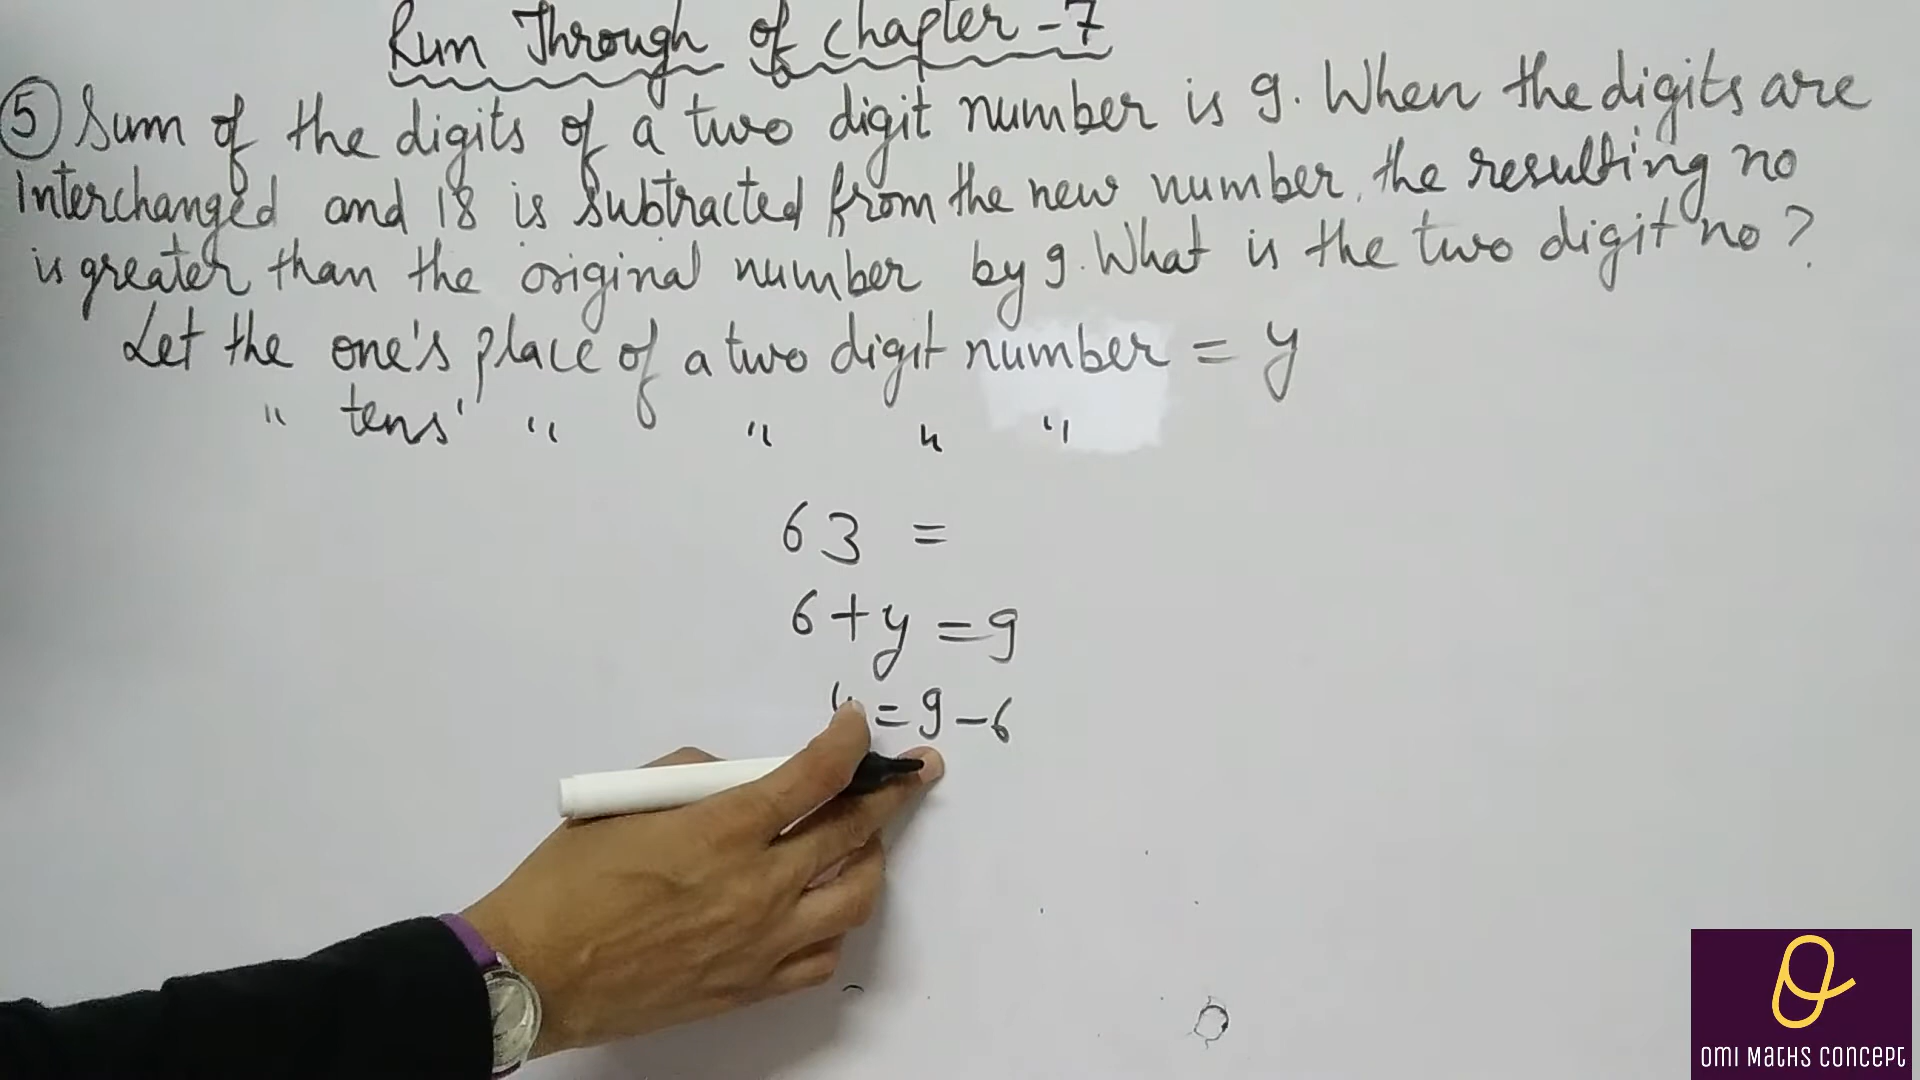 Run Through of chapter - 7
5 Sum of the digits of a two digit number is 9. When the digits are
interchanged and 18 is subtracted from the new number, the resulting no
is greater than the original number by 9. What is the two digit no?
Let the one's place of a two digit number = y
" tens' " " " "
63 =
6 + y = 9
y = 9 - 6
OMI MATHS CONCEPT